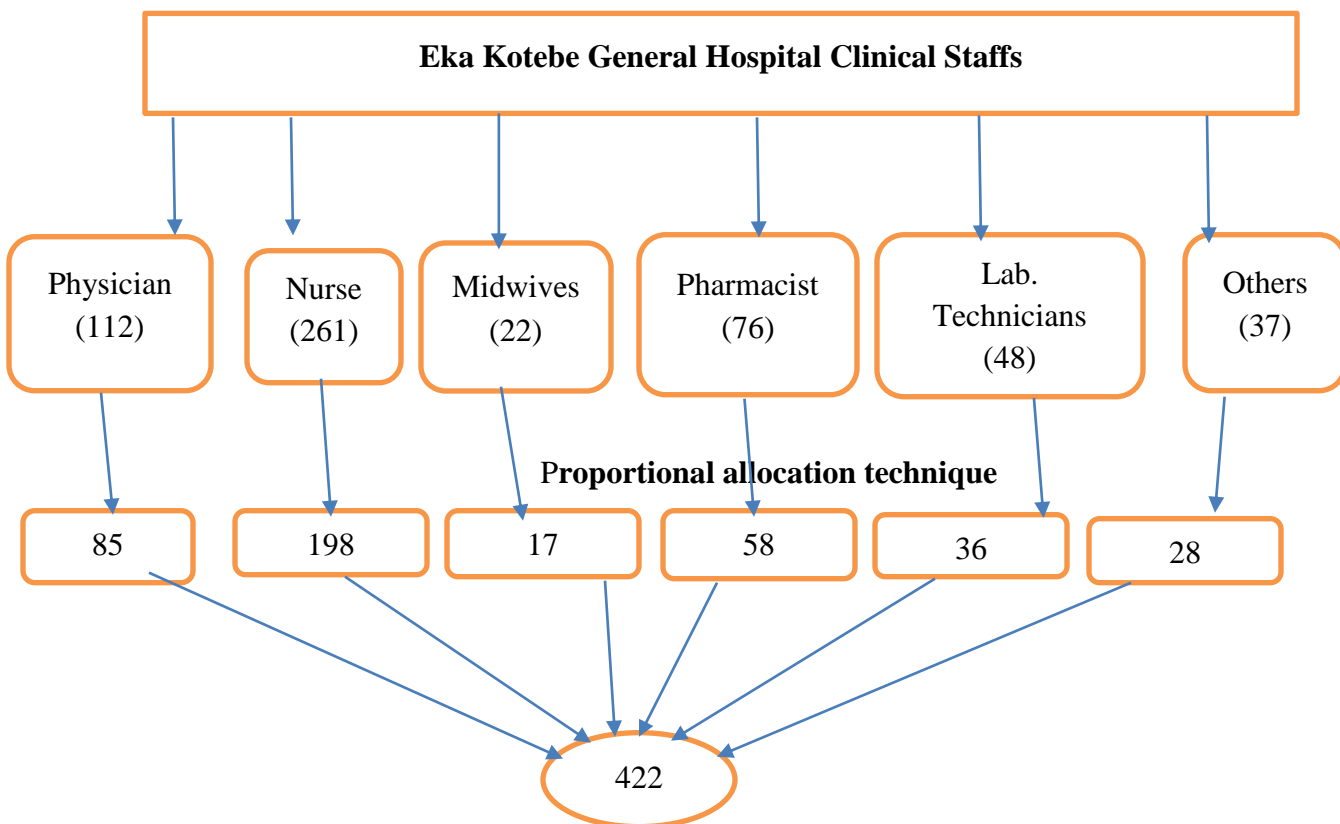 Eka Kotebe General Hospital Clinical Staffs
Physician
(112)
Nurse
(261)
Midwives
(22)
Pharmacist
(76)
Lab.
Technicians
(48)
Others
(37)
Proportional allocation technique
85
198
17
58
36
28
422